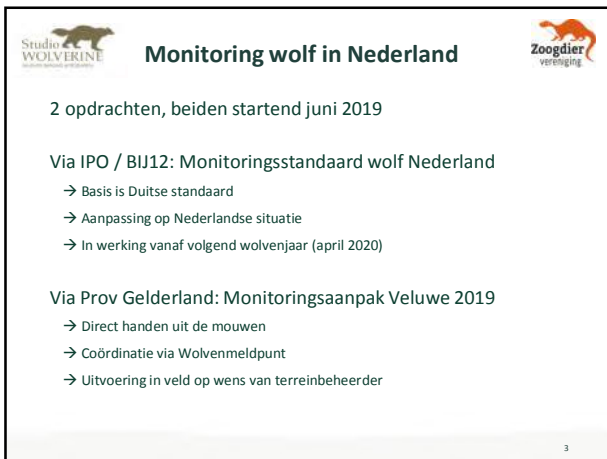 Studio
WOLVERINE
Monitoring wolf in Nederland
Zoogdier
vereniging
2 opdrachten, beiden startend juni 2019
Via IPO / BIJ12: Monitoringsstandaard wolf Nederland
→ Basis is Duitse standaard
→ Aanpassing op Nederlandse situatie
→ In werking vanaf volgend wolvenjaar (april 2020)
Via Prov Gelderland: Monitoringsaanpak Veluwe 2019
→ Direct handen uit de mouwen
→ Coördinatie via Wolvenmeldpunt
→ Uitvoering in veld op wens van terreinbeheerder
3